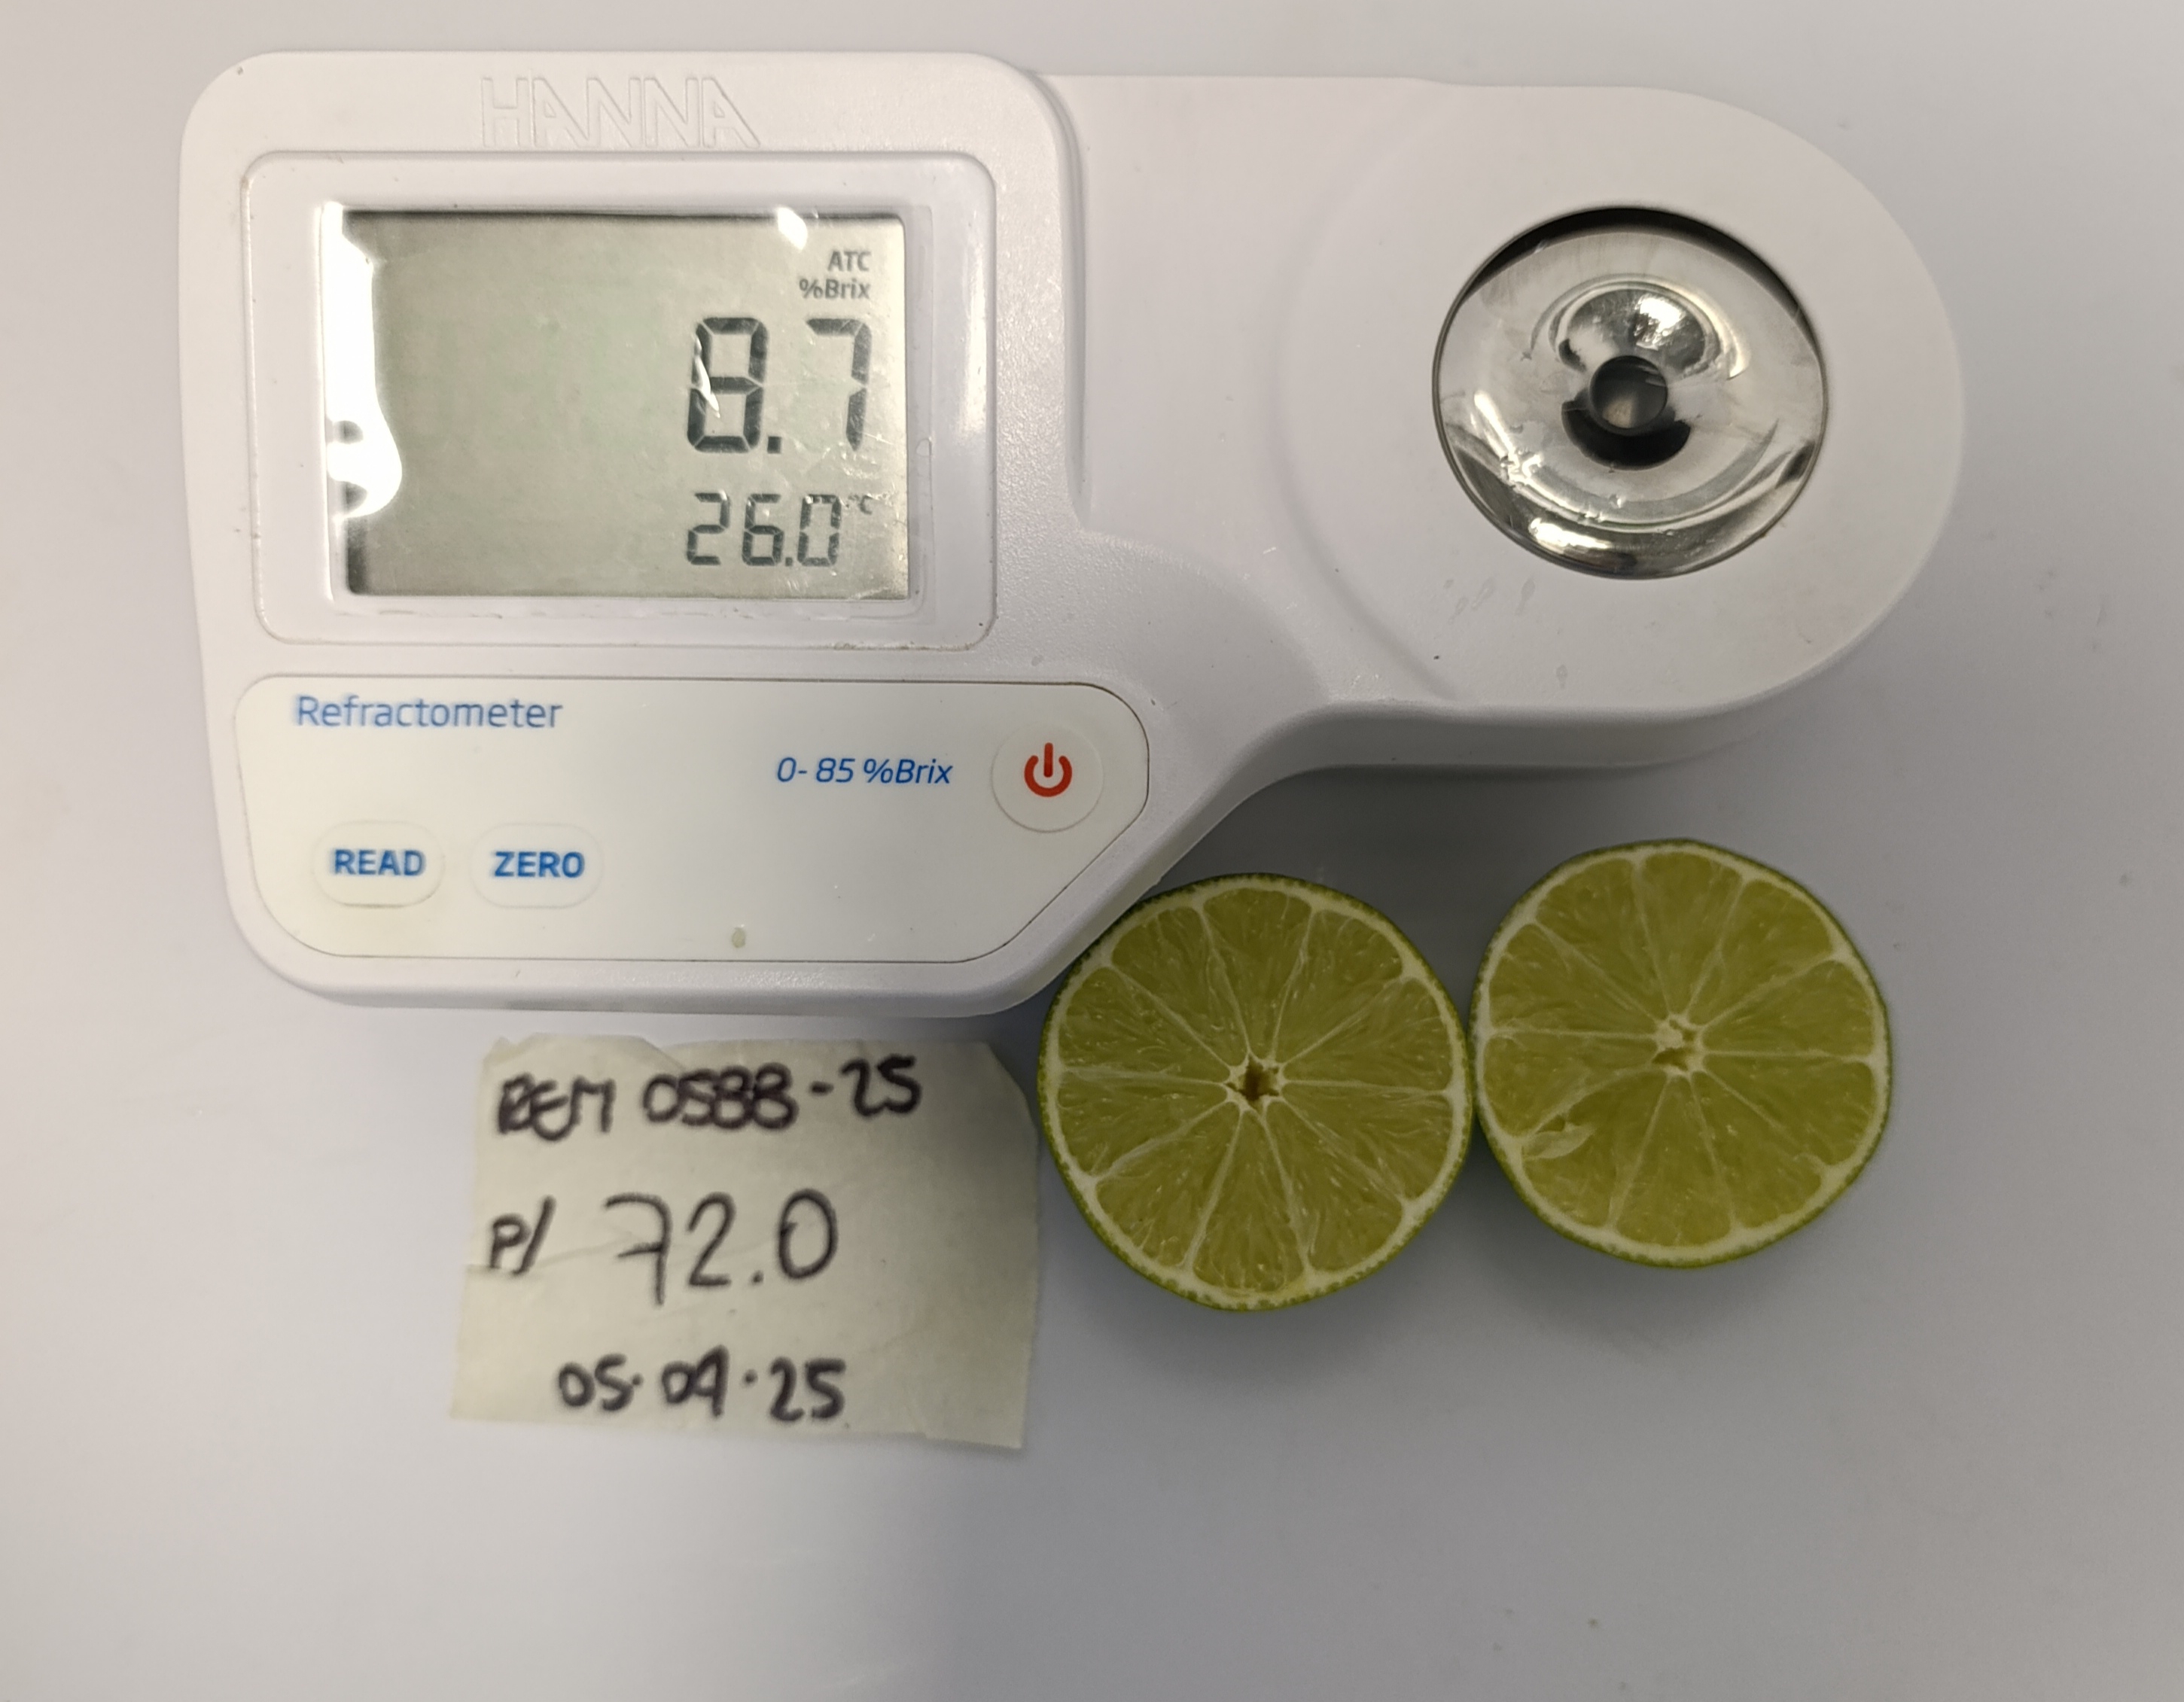 HANNA
ATC
%Brix
8.7
26.0°C
Refractometer
0-85 %Brix
READ ZERO
REM 0588-25
P/ 72.0
05.09.25